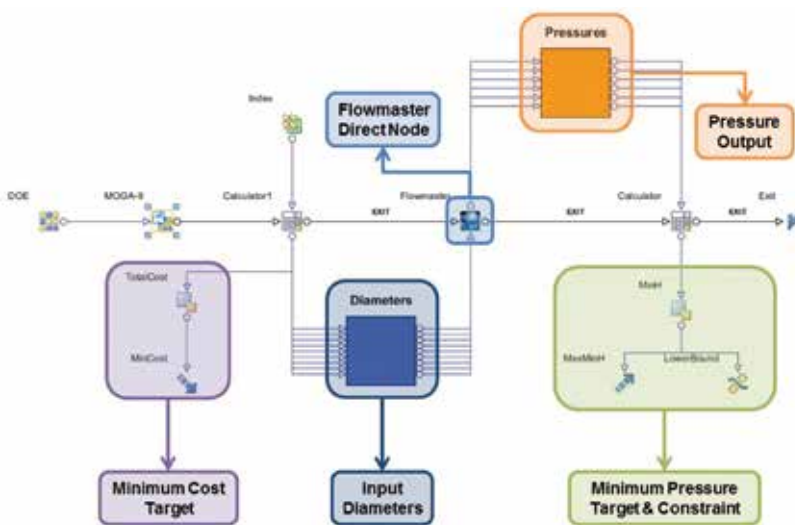 Pressures
Flowmaster
Direct Node
Pressure
Output
Index
DOE
MOGA-II
Calculator1
Flowmaster
Calculator
Exit
EXIT
EXIT
EXIT
TotalCost
MinCost
Diameters
MinH
MaxMinH
LowerBound
Minimum Cost
Target
Input
Diameters
Minimum Pressure
Target & Constraint